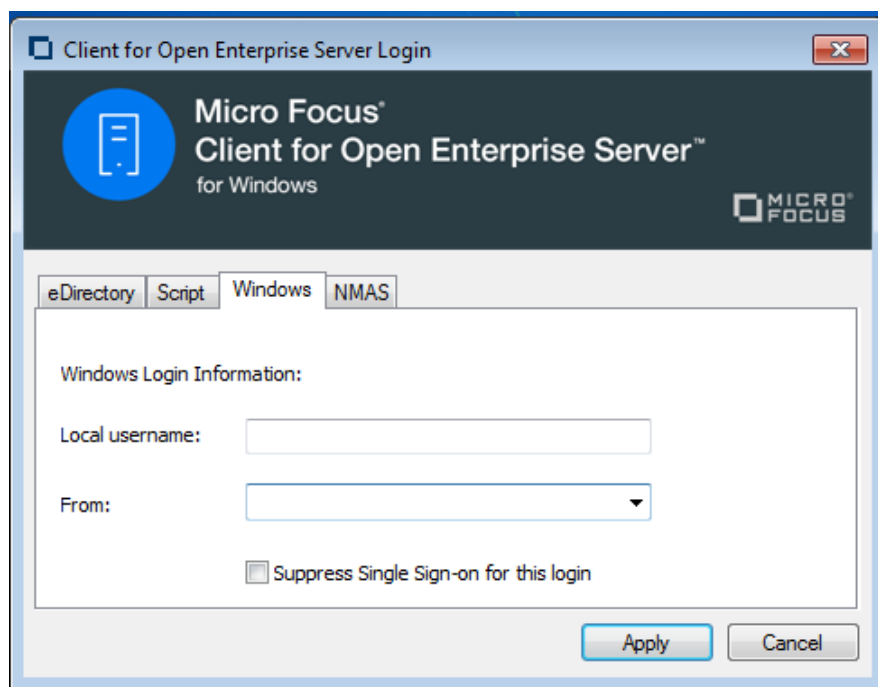 Client for Open Enterprise Server Login
Micro Focus®
Client for Open Enterprise Server™
for Windows
MICRO®
FOCUS
eDirectory Script Windows NMAS
Windows Login Information:
Local username:
From:
Suppress Single Sign-on for this login
Apply Cancel